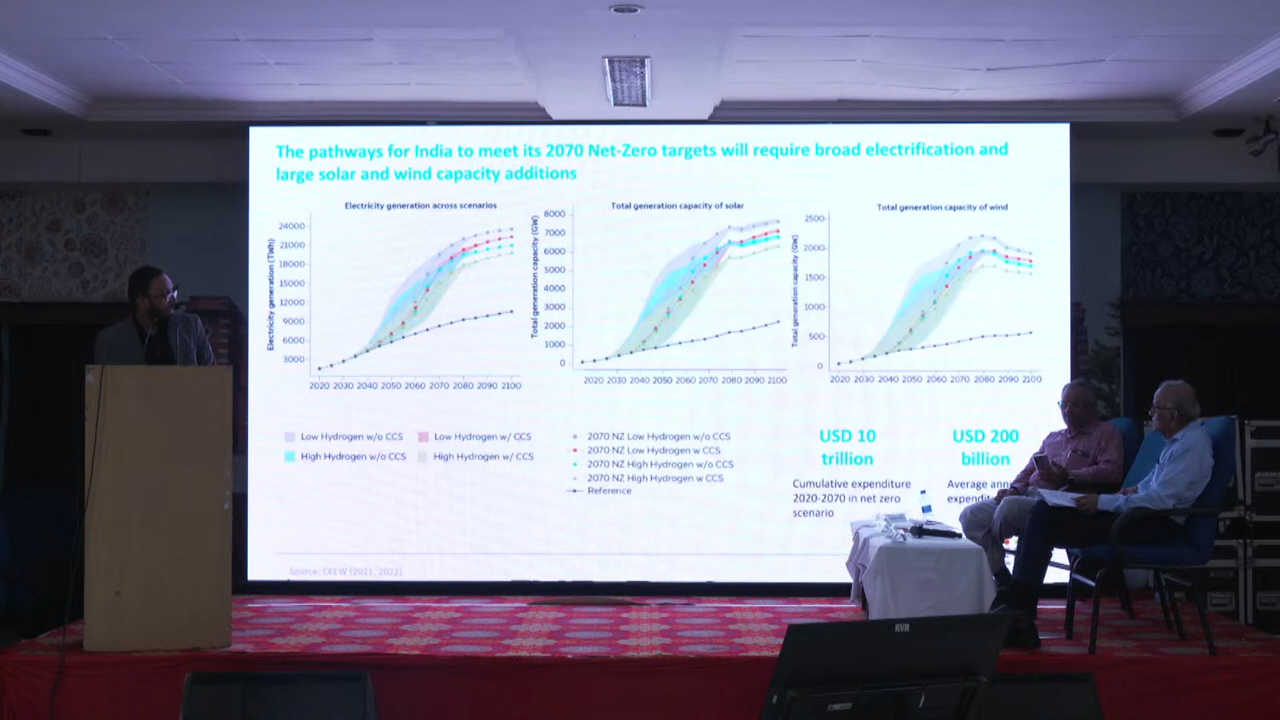 The pathways for India to meet its 2070 Net-Zero targets will require broad electrification and
large solar and wind capacity additions
Electricity generation across scenarios
Electricity generation (TWh)
24000
21000
18000
15000
12000
9000
6000
3000
2020 2030 2040 2050 2060 2070 2080 2090 2100
Total generation capacity of solar
Total generation capacity (GW)
8000
7000
6000
5000
4000
3000
2000
1000
0
2020 2030 2040 2050 2060 2070 2080 2090 2100
Total generation capacity of wind
Total generation capacity (GW)
2500
2000
1500
1000
500
0
2020 2030 2040 2050 2060 2070 2080 2090 2100
Low Hydrogen w/o CCS
Low Hydrogen w/ CCS
High Hydrogen w/o CCS
High Hydrogen w/ CCS
2070 NZ Low Hydrogen w/o CCS
2070 NZ Low Hydrogen w CCS
2070 NZ High Hydrogen w/o CCS
2070 NZ High Hydrogen w CCS
Reference
USD 10
trillion
Cumulative expenditure
2020-2070 in net zero
scenario
USD 200
billion
Average
Source: CEEW (2021, 2022)